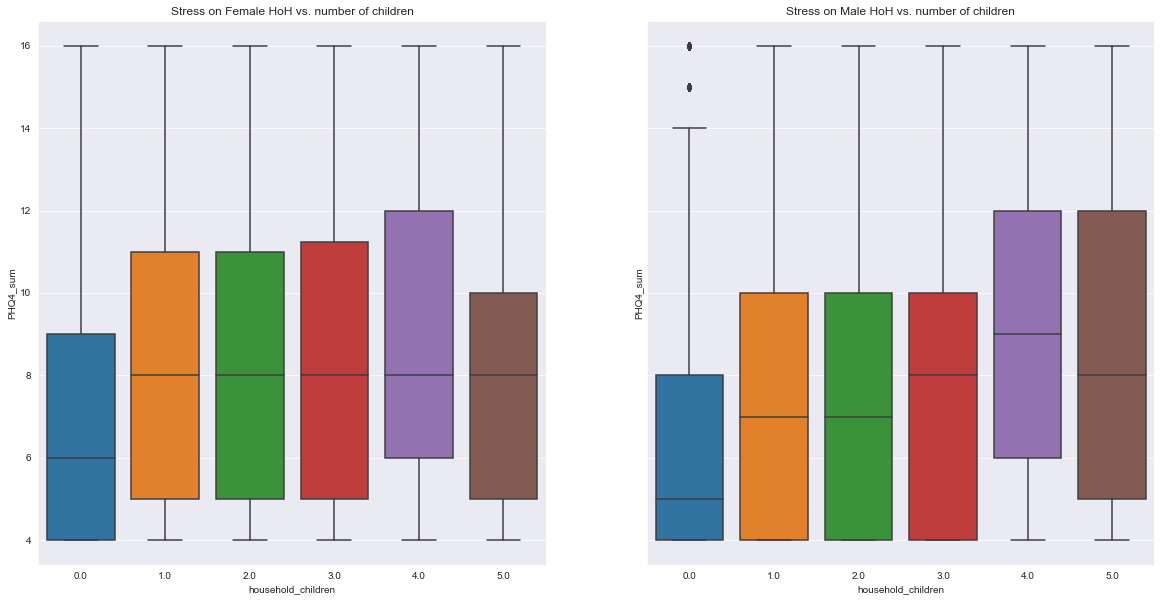 Stress on Female HoH vs. number of children
PHQ4_sum
16
14
12
10
8
6
4
0.0 1.0 2.0 3.0 4.0 5.0
household_children
Stress on Male HoH vs. number of children
PHQ4_sum
0.0 1.0 2.0 3.0 4.0 5.0
household_children